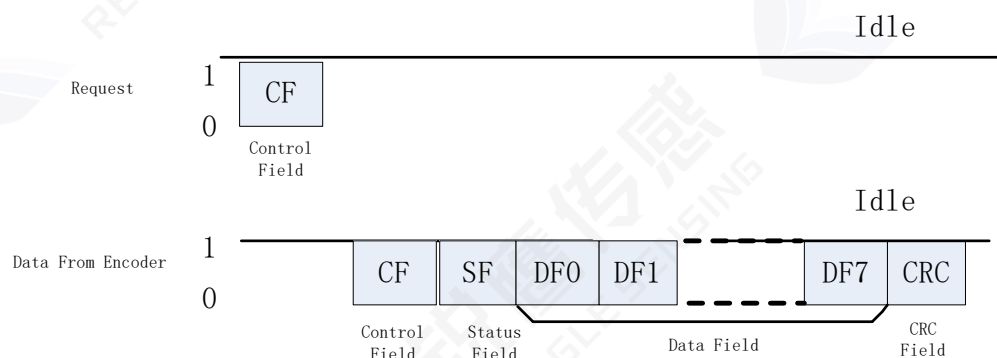 Idle
Request
1
CF
0
Control
Field
Idle
Data From Encoder
1
CF
SF
DF0
DF1
DF7
CRC
0
Control
Field
Status
Field
Data Field
CRC
Field